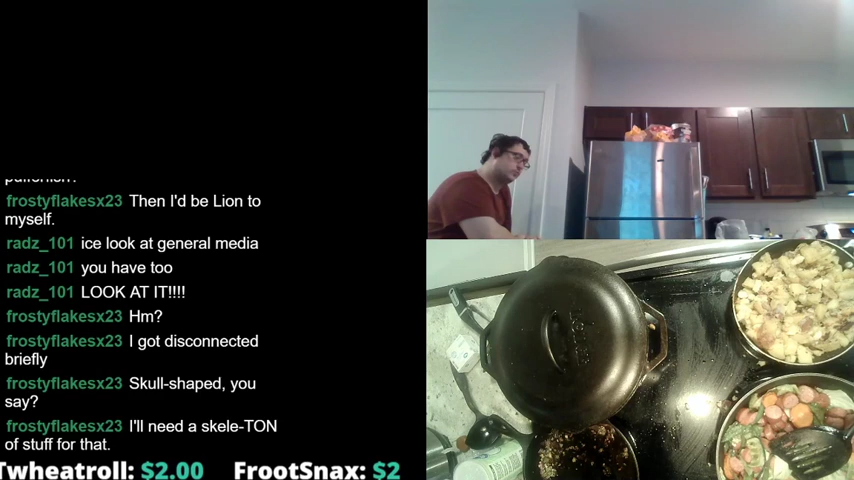 frostyflakesx23 Then I'd be Lion to
myself.
radz_101 ice look at general media
radz_101 you have too
radz_101 LOOK AT IT!!!!
frostyflakesx23 Hm?
frostyflakesx23 I got disconnected
briefly
frostyflakesx23 Skull-shaped, you
say?
frostyflakesx23 I'll need a skele-TON
of stuff for that.
Twheatroll: $2.00 FrootSnax: $2